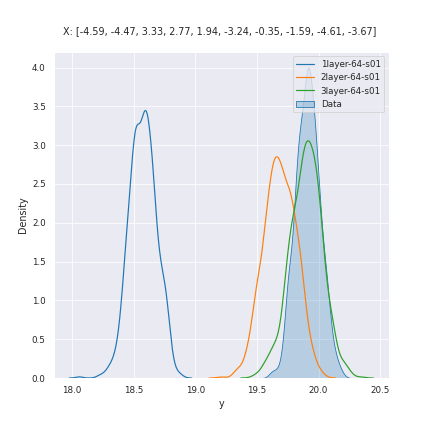 X: [-4.59, -4.47, 3.33, 2.77, 1.94, -3.24, -0.35, -1.59, -4.61, -3.67]
1layer-64-s01
2layer-64-s01
3layer-64-s01
Data
Density
4.0
3.5
3.0
2.5
2.0
1.5
1.0
0.5
0.0
18.0 18.5 19.0 19.5 20.0 20.5
y